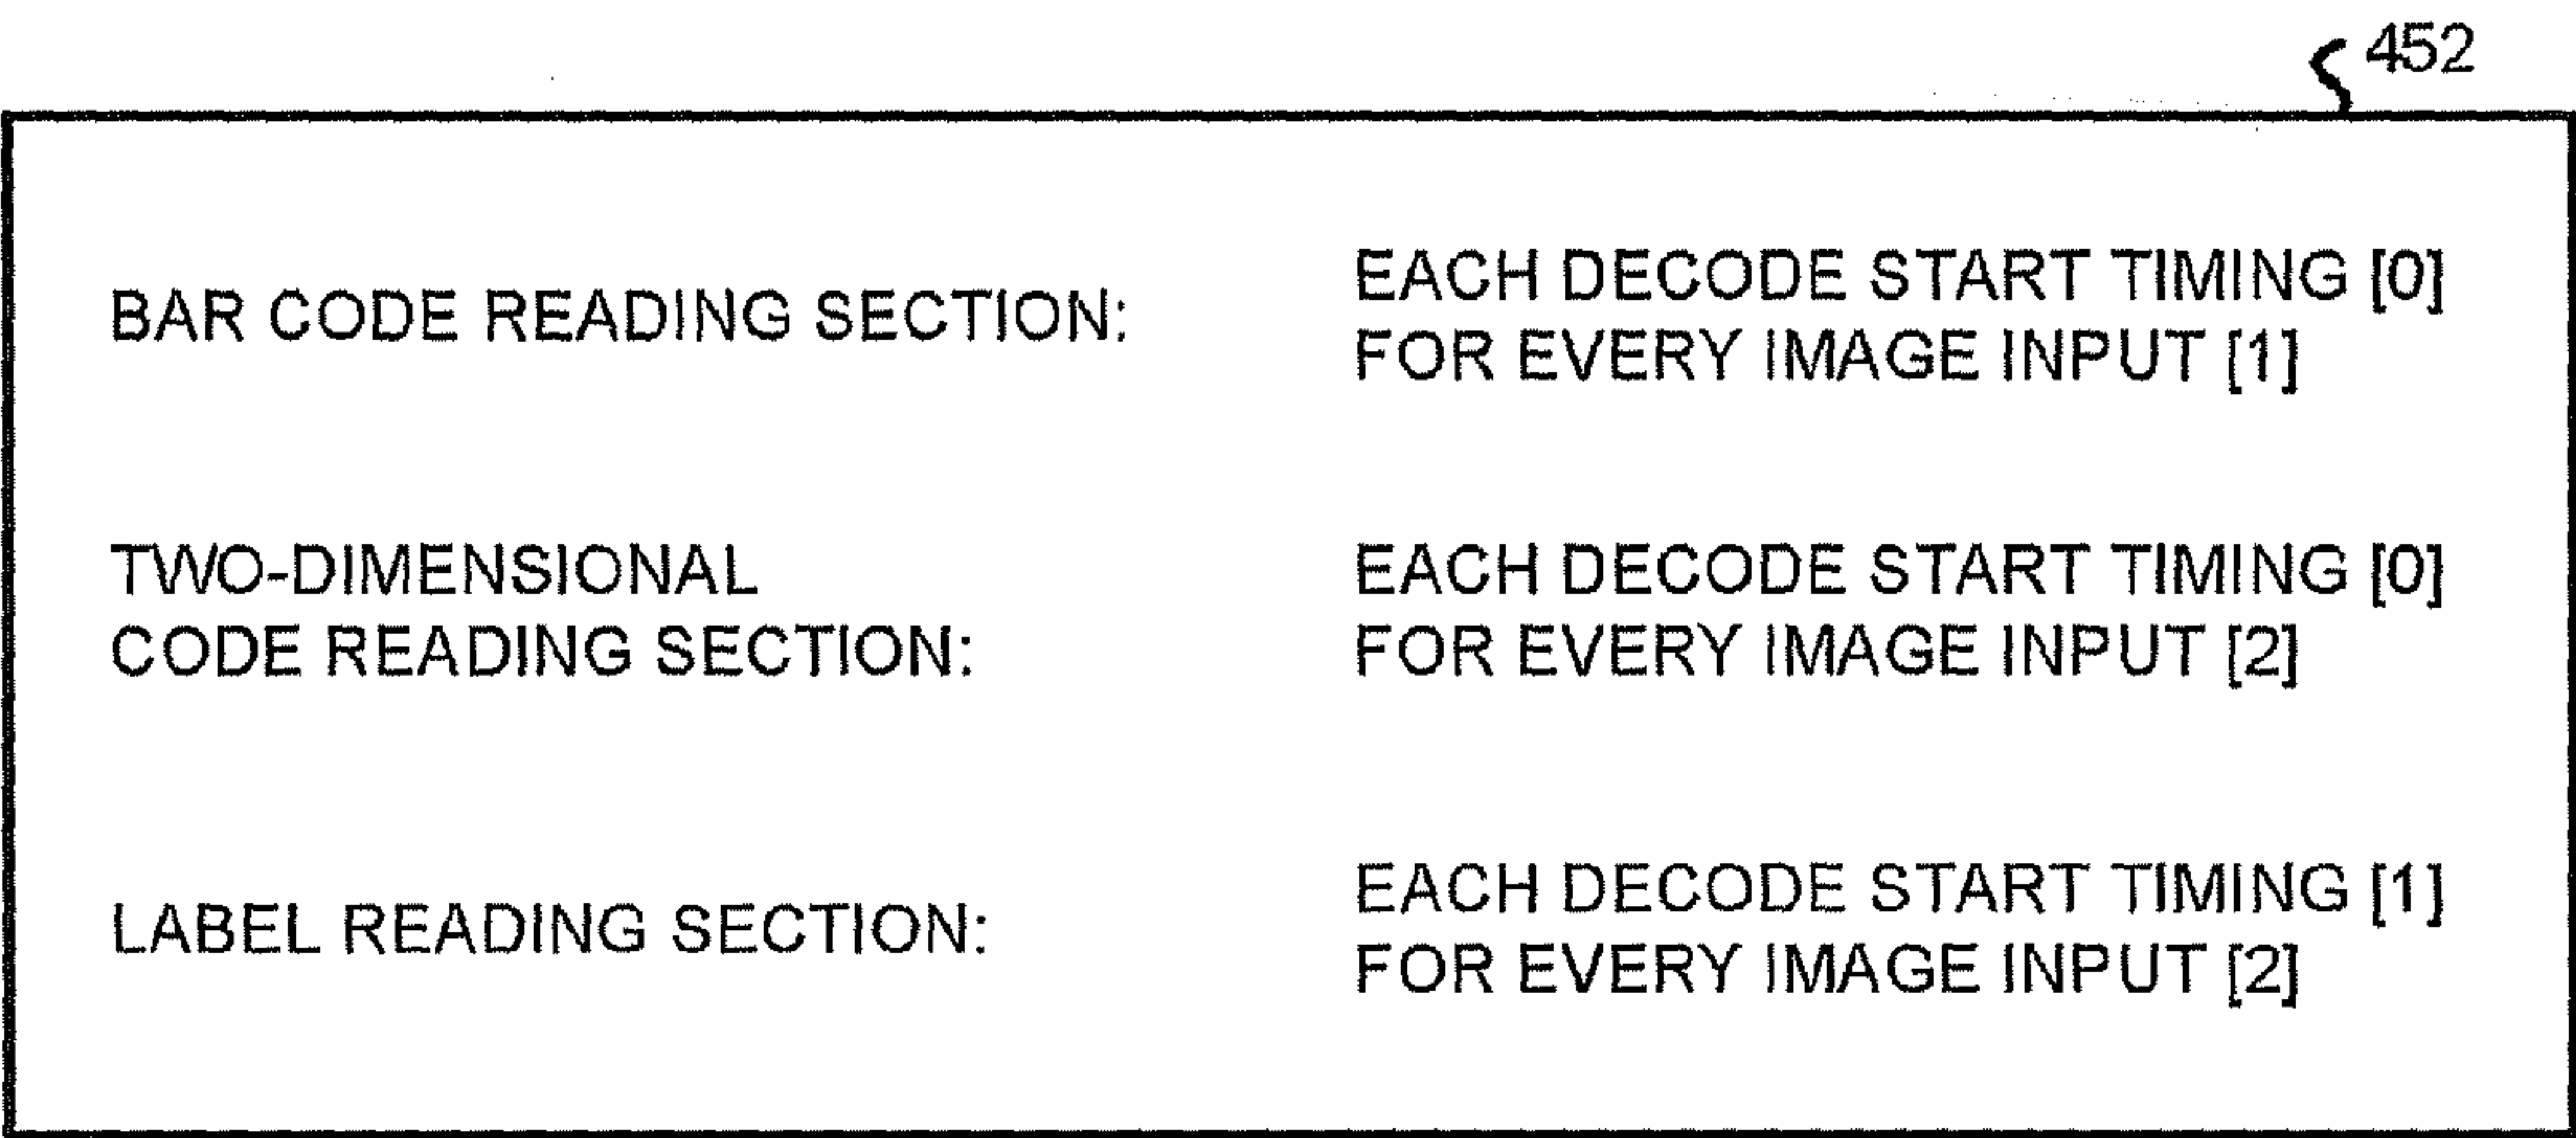 452
BAR CODE READING SECTION:
EACH DECODE START TIMING [0]
FOR EVERY IMAGE INPUT [1]
TWO-DIMENSIONAL
CODE READING SECTION:
EACH DECODE START TIMING [0]
FOR EVERY IMAGE INPUT [2]
LABEL READING SECTION:
EACH DECODE START TIMING [1]
FOR EVERY IMAGE INPUT [2]